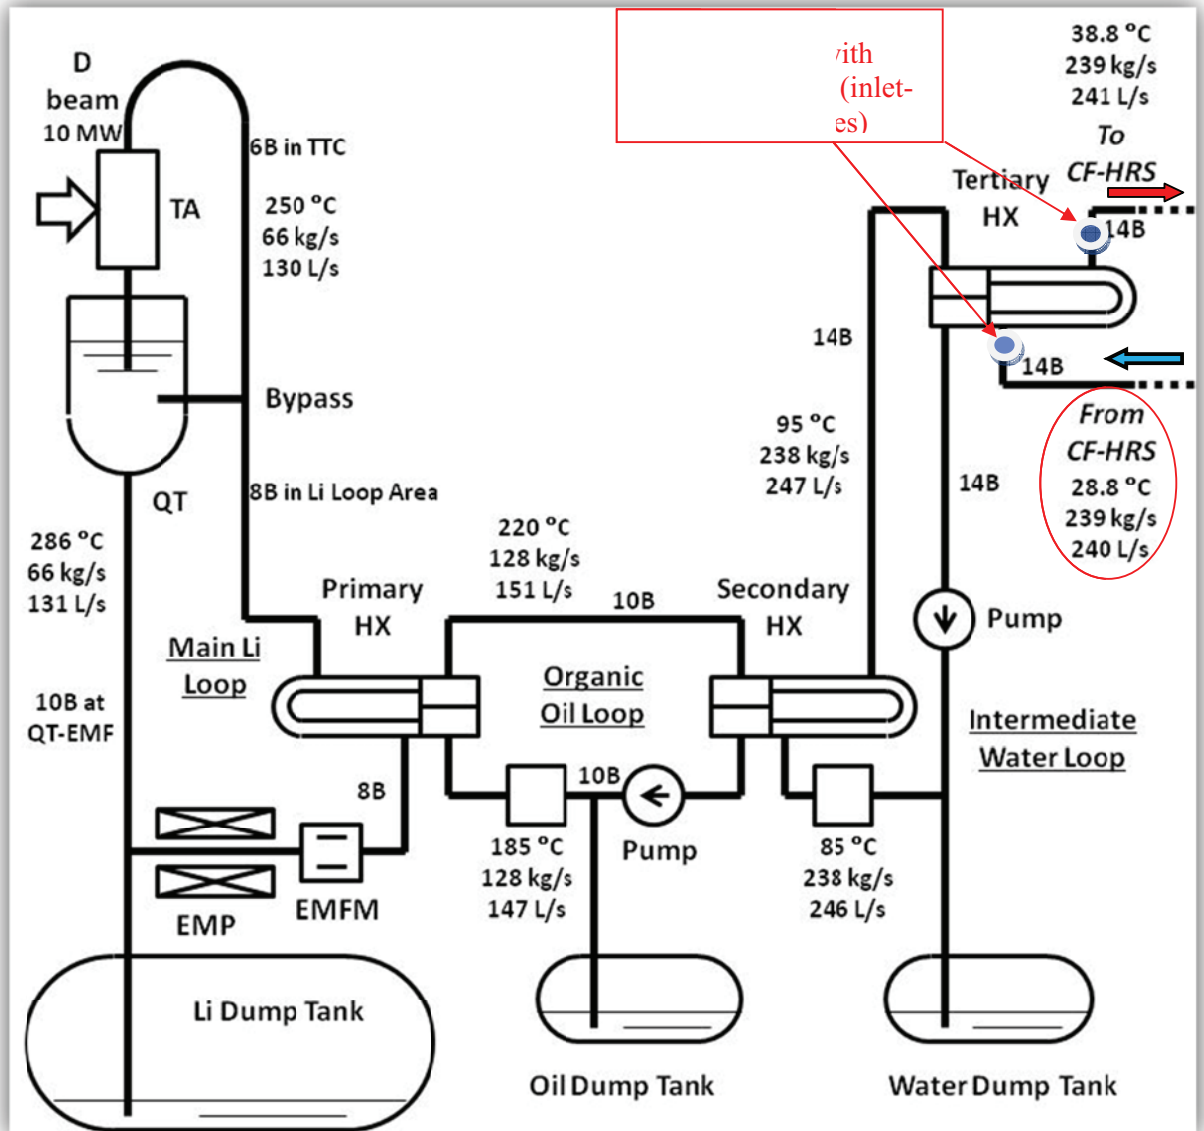 D
beam
10 MW
TA
6B in TTC
250 °C
66 kg/s
130 L/s
Bypass
QT
8B in Li Loop Area
286 °C
66 kg/s
131 L/s
10B at
QT-EMF
Main Li
Loop
Primary
HX
8B
EMP
EMFM
Li Dump Tank
220 °C
128 kg/s
151 L/s
10B
Organic
Oil Loop
Secondary
HX
10B
Pump
185 °C
128 kg/s
147 L/s
Oil Dump Tank
(inlet-
14B
95 °C
238 kg/s
247 L/s
14B
Pump
Intermediate
Water Loop
85 °C
238 kg/s
246 L/s
Water Dump Tank
38.8 °C
239 kg/s
241 L/s
To
CF-HRS
Tertiary
HX
14B
14B
From
CF-HRS
28.8 °C
239 kg/s
240 L/s